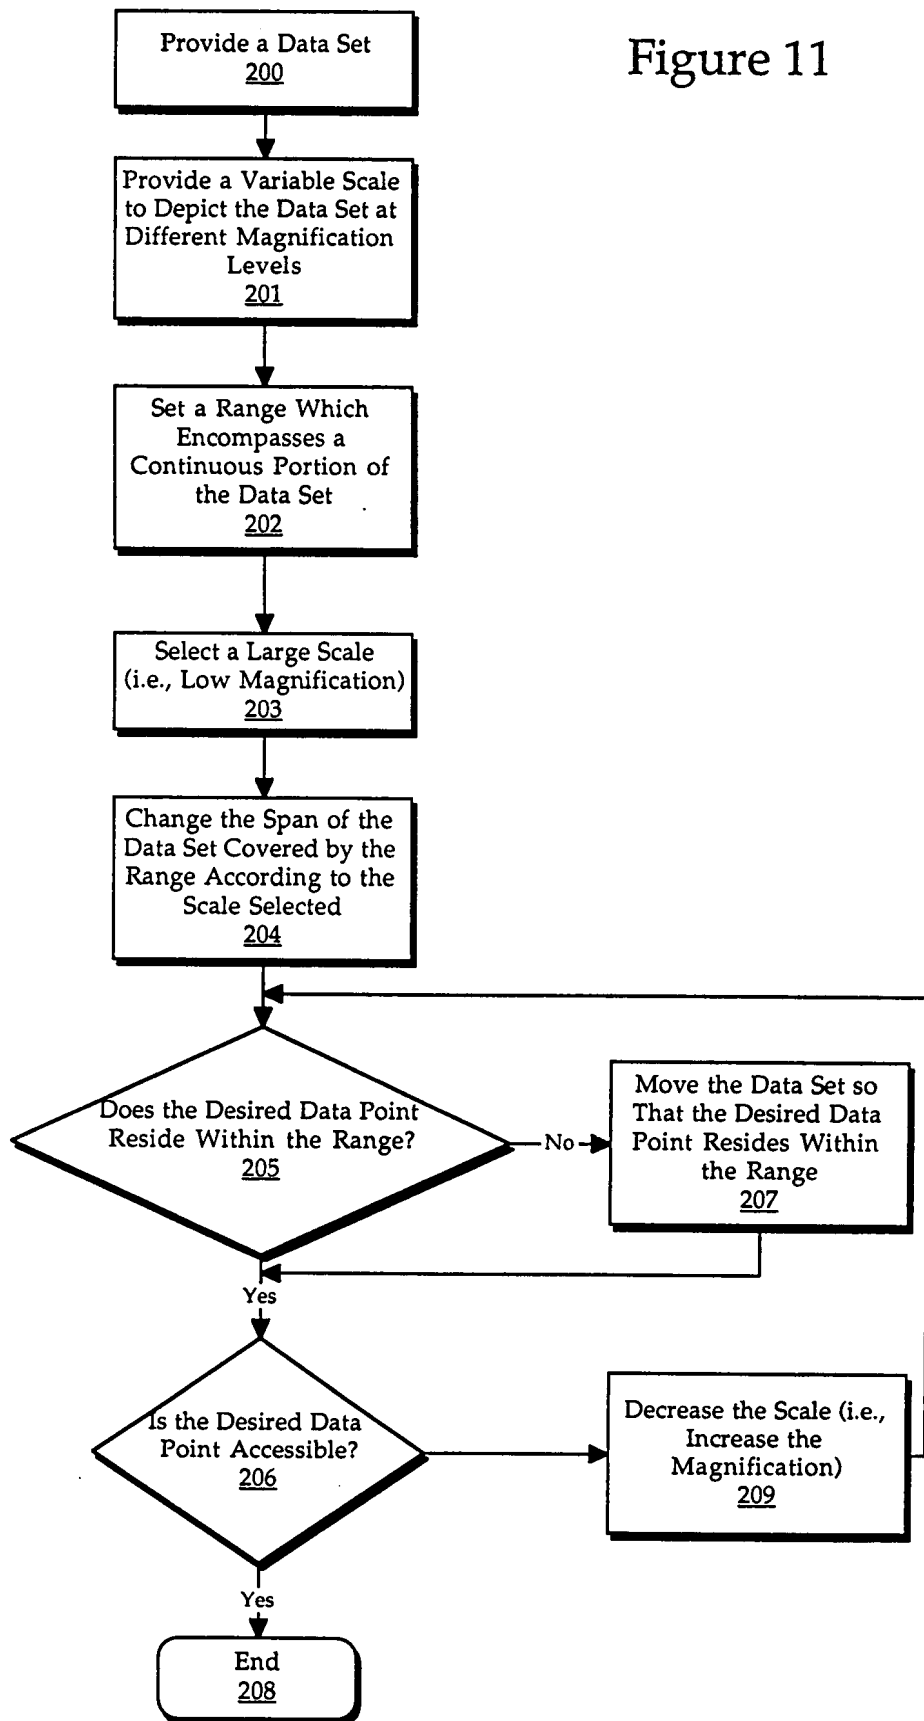 Figure 11
Provide a Data Set
200
Provide a Variable Scale
to Depict the Data Set at
Different Magnification
Levels
201
Set a Range Which
Encompasses a
Continuous Portion of
the Data Set
202
Select a Large Scale
(i.e., Low Magnification)
203
Change the Span of the
Data Set Covered by the
Range According to the
Scale Selected
204
Does the Desired Data Point
Reside Within the Range?
205
No
Move the Data Set so
That the Desired Data
Point Resides Within
the Range
207
Yes
Is the Desired Data
Point Accessible?
206
Decrease the Scale (i.e.,
Increase the
Magnification)
209
Yes
End
208